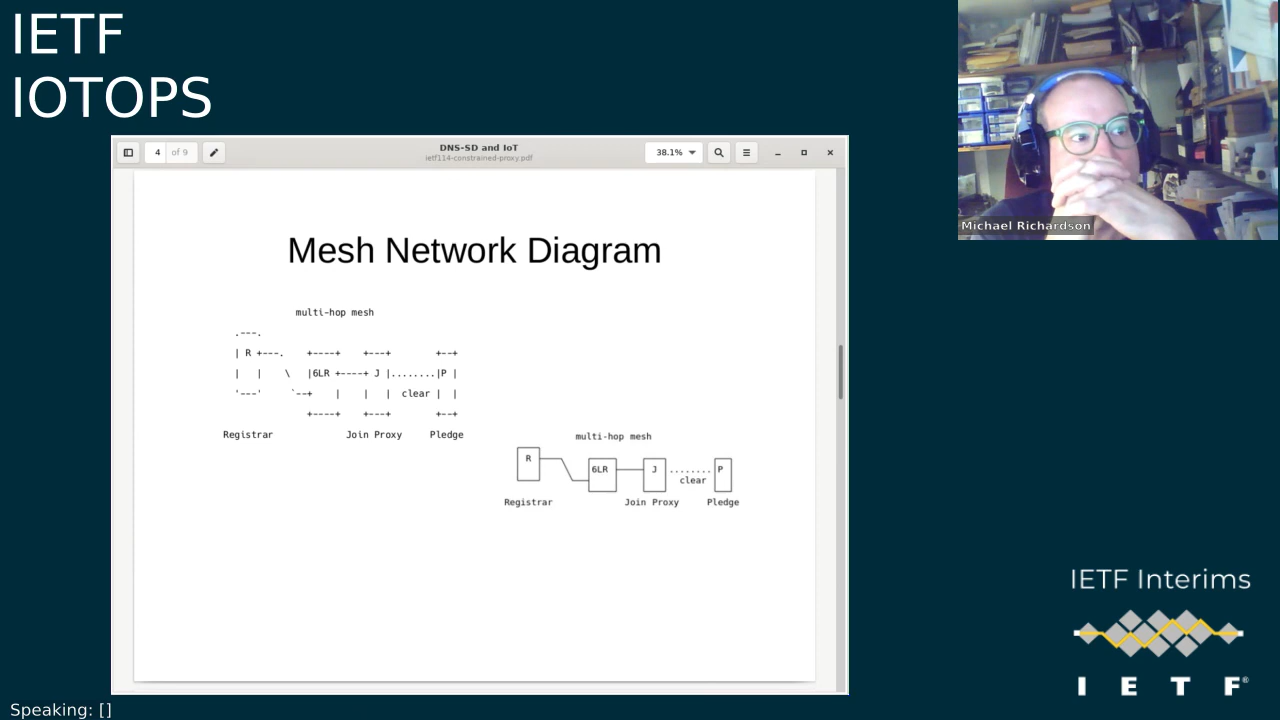 IETF
IOTOPS
Michael Richardson
4 of 9
DNS-SD and IoT
ietf114-constrained-proxy.pdf
38.1%
Mesh Network Diagram
multi-hop mesh
.---.
| R +---.    +----+    +---+        +--+
|   |    \   |6LR +----+ J |........|P |
'---'     `--+    |    |   |  clear |  |
+----+    +---+        +--+
Registrar             Join Proxy     Pledge
multi-hop mesh
R
6LR J ........ P
clear
Registrar Join Proxy Pledge
IETF Interims
I E T F®
Speaking: []